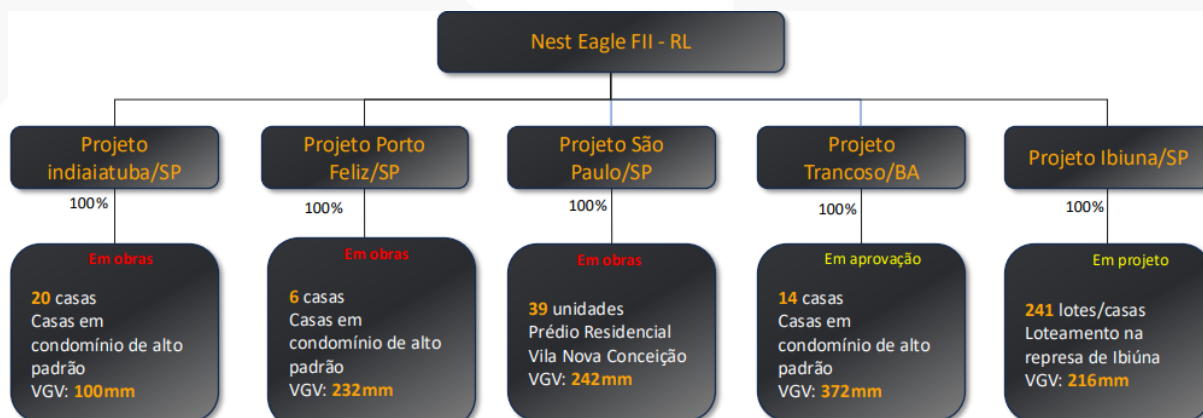 Nest Eagle FII - RL
Projeto
indiaiatuba/SP
Projeto Porto
Feliz/SP
Projeto São
Paulo/SP
Projeto
Trancoso/BA
Projeto Ibiuna/SP
100%
100%
100%
100%
100%
Em obras
20 casas
Casas em
condomínio de alto
padrão
VGV: 100mm
Em obras
6 casas
Casas em
condomínio de alto
padrão
VGV: 232mm
Em obras
39 unidades
Prédio Residencial
Vila Nova Conceição
VGV: 242mm
Em aprovação
14 casas
Casas em
condomínio de alto
padrão
VGV: 372mm
Em projeto
241 lotes/casas
Loteamento na
represa de Ibiúna
VGV: 216mm